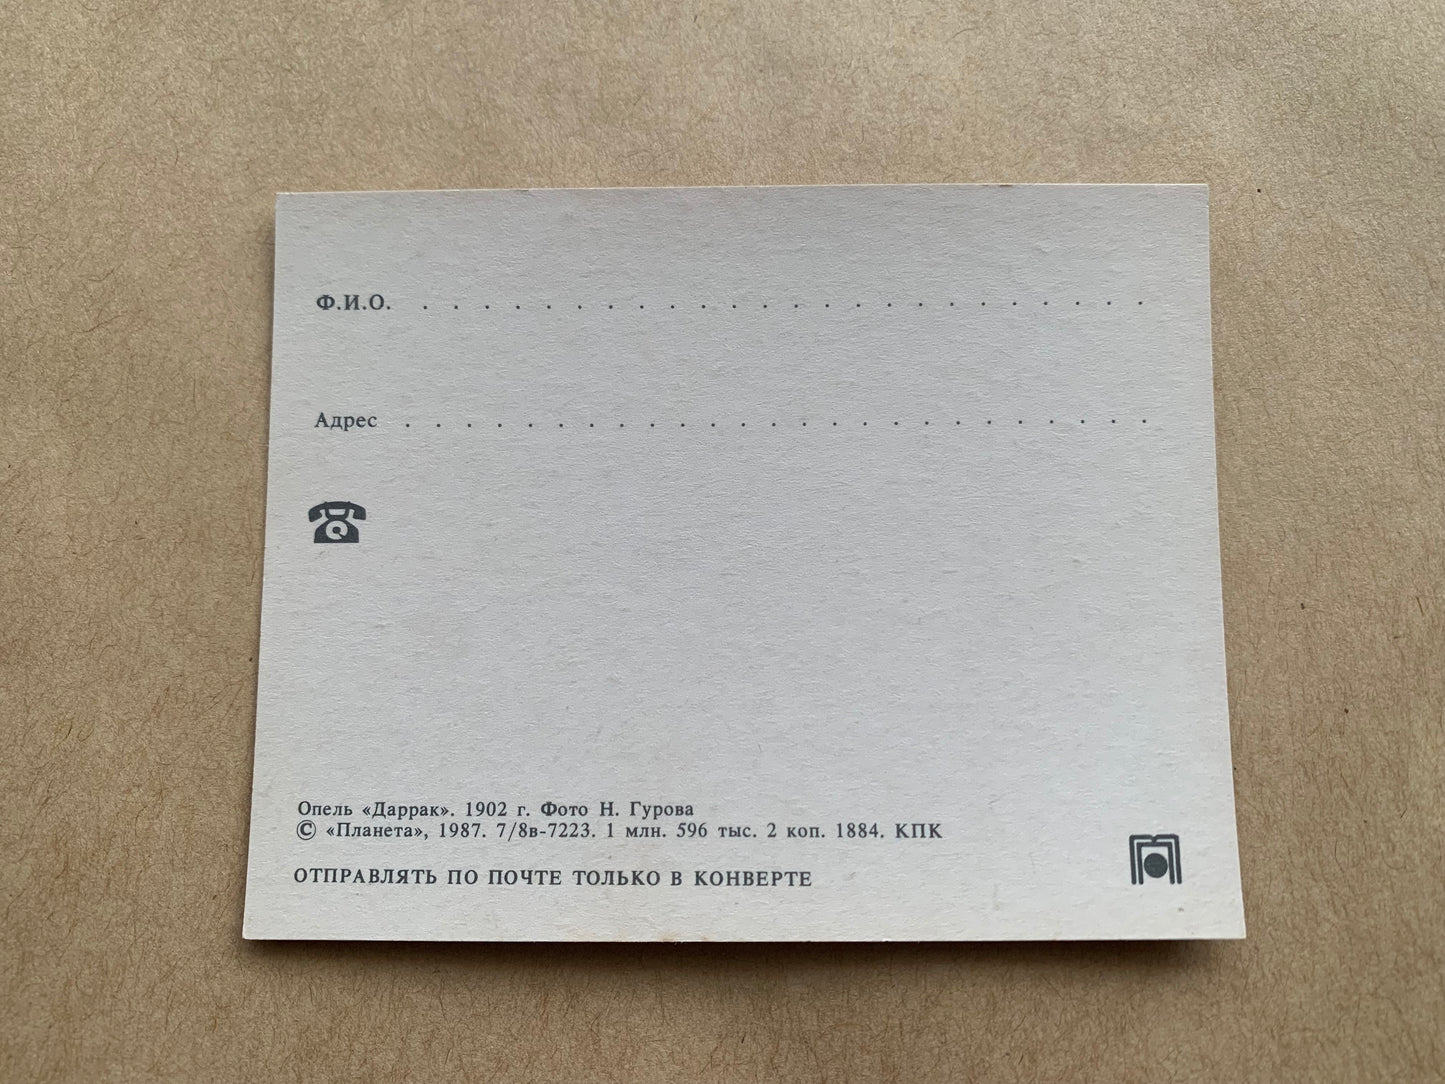 Ф.И.О. . . . . . . . . . . . . . . . . . . . . . . . .
Адрес . . . . . . . . . . . . . . . . . . . . . . . . .
Опель «Даррак». 1902 г. Фото Н. Гурова
© «Планета», 1987. 7/8в-7223. 1 млн. 596 тыс. 2 коп. 1884. КПК
ОТПРАВЛЯТЬ ПО ПОЧТЕ ТОЛЬКО В КОНВЕРТЕ